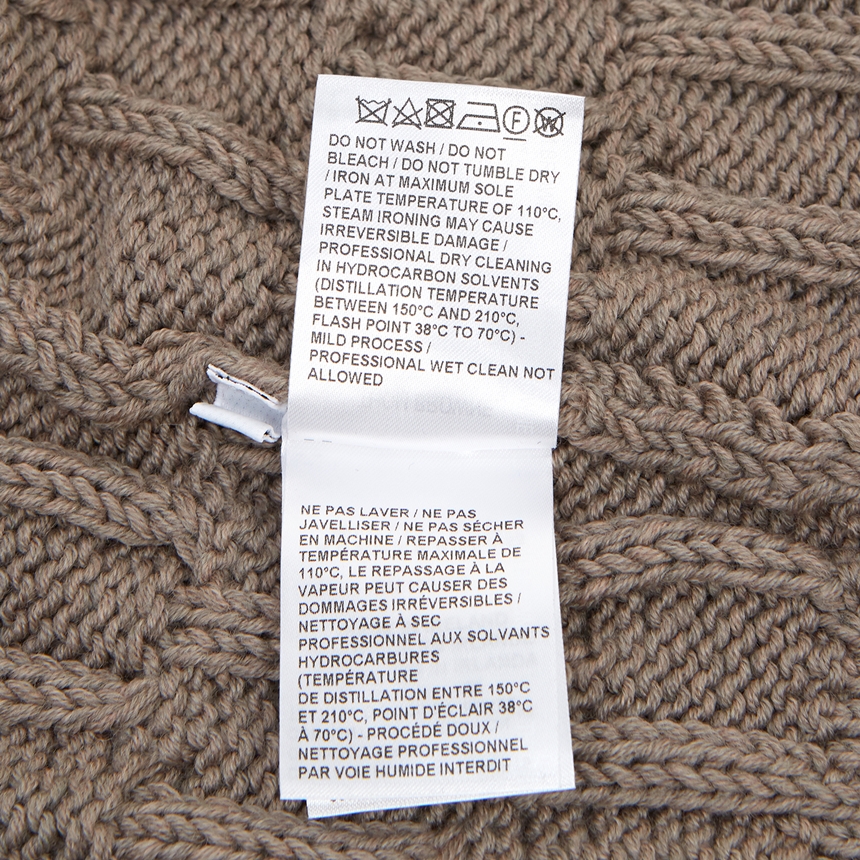 DO NOT WASH / DO NOT
BLEACH / DO NOT TUMBLE DRY
/ IRON AT MAXIMUM SOLE
PLATE TEMPERATURE OF 110°C,
STEAM IRONING MAY CAUSE
IRREVERSIBLE DAMAGE /
PROFESSIONAL DRY CLEANING
IN HYDROCARBON SOLVENTS
(DISTILLATION TEMPERATURE
BETWEEN 150°C AND 210°C,
FLASH POINT 38°C TO 70°C) -
MILD PROCESS /
PROFESSIONAL WET CLEAN NOT
ALLOWED
NE PAS LAVER / NE PAS
JAVELLISER / NE PAS SÉCHER
EN MACHINE / REPASSER À
TEMPÉRATURE MAXIMALE DE
110°C, LE REPASSAGE À LA
VAPEUR PEUT CAUSER DES
DOMMAGES IRRÉVERSIBLES /
NETTOYAGE À SEC
PROFESSIONNEL AUX SOLVANTS
HYDROCARBURES
(TEMPÉRATURE
DE DISTILLATION ENTRE 150°C
ET 210°C, POINT D'ÉCLAIR 38°C
À 70°C) - PROCÉDÉ DOUX /
NETTOYAGE PROFESSIONNEL
PAR VOIE HUMIDE INTERDIT